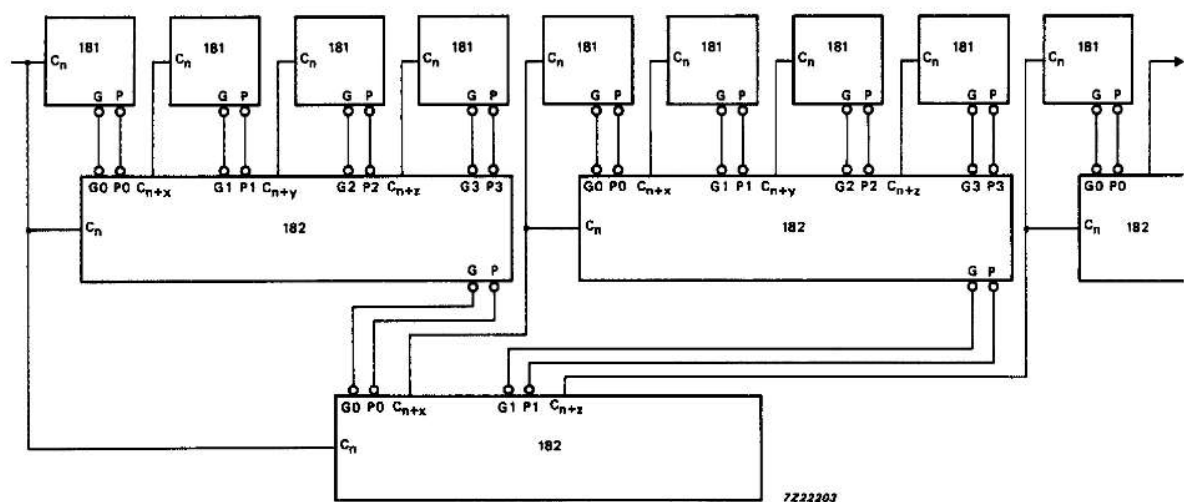 181 181 181 181 181 181 181 181 181
Cn Cn Cn Cn Cn Cn Cn Cn Cn
G P G P G P G P G P G P G P G P G P
G0 P0 Cn+x G1 P1 Cn+y G2 P2 Cn+z G3 P3 G0 P0 Cn+x G1 P1 Cn+y G2 P2 Cn+z G3 P3 G0 P0
Cn 182 Cn 182 Cn 182
G P G P
G0 P0 Cn+x G1 P1 Cn+z
Cn 182
7Z22203